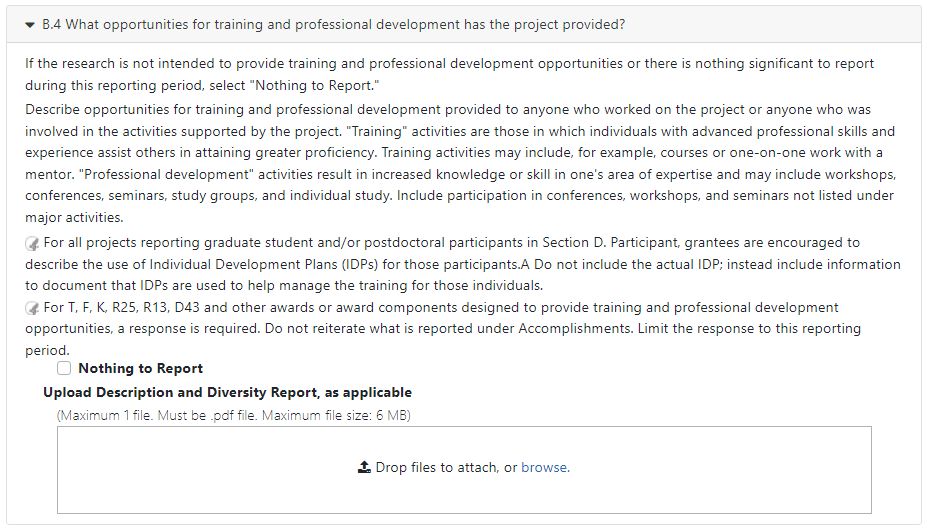 B.4 What opportunities for training and professional development has the project provided?
If the research is not intended to provide training and professional development opportunities or there is nothing significant to report
during this reporting period, select "Nothing to Report."
Describe opportunities for training and professional development provided to anyone who worked on the project or anyone who was
involved in the activities supported by the project. "Training" activities are those in which individuals with advanced professional skills and
experience assist others in attaining greater proficiency. Training activities may include, for example, courses or one-on-one work with a
mentor. "Professional development" activities result in increased knowledge or skill in one's area of expertise and may include workshops,
conferences, seminars, study groups, and individual study. Include participation in conferences, workshops, and seminars not listed under
major activities.
For all projects reporting graduate student and/or postdoctoral participants in Section D. Participant, grantees are encouraged to
describe the use of Individual Development Plans (IDPs) for those participants.A Do not include the actual IDP; instead include information
to document that IDPs are used to help manage the training for those individuals.
For T, F, K, R25, R13, D43 and other awards or award components designed to provide training and professional development
opportunities, a response is required. Do not reiterate what is reported under Accomplishments. Limit the response to this reporting
period.
Nothing to Report
Upload Description and Diversity Report, as applicable
(Maximum 1 file. Must be .pdf file. Maximum file size: 6 MB)
Drop files to attach, or browse.